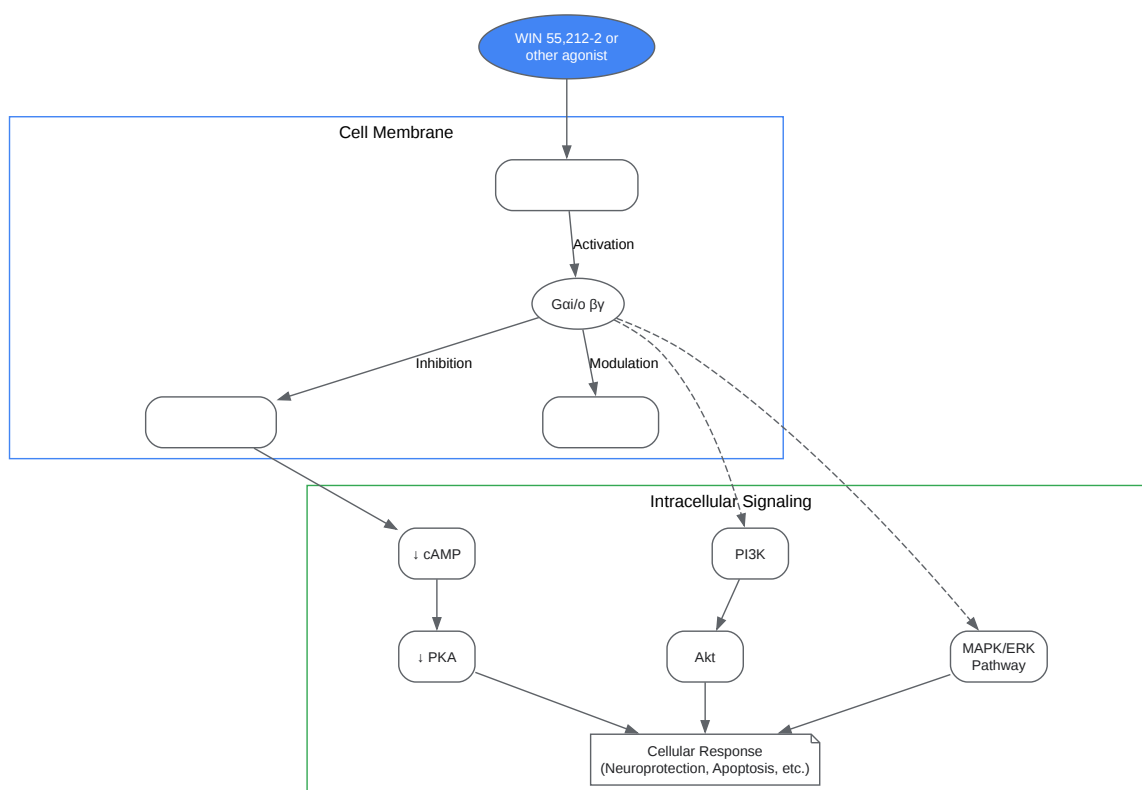 WIN 55,212-2 or
other agonist
Cell Membrane
Activation
Gαi/o βγ
Inhibition
Modulation
Intracellular Signaling
↓ cAMP
PI3K
↓ PKA
Akt
MAPK/ERK
Pathway
Cellular Response
(Neuroprotection, Apoptosis, etc.)